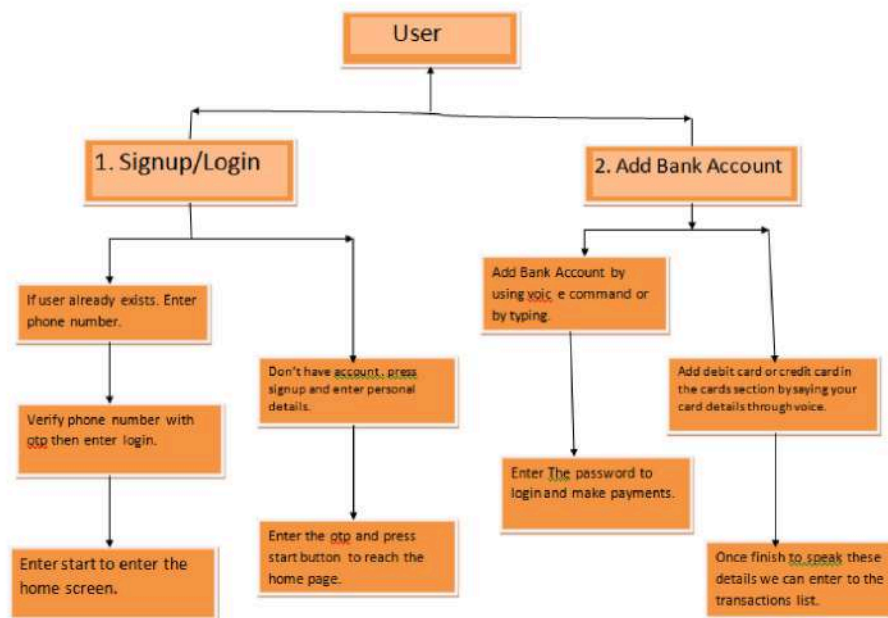 User
1. Signup/Login
2. Add Bank Account
If user already exists. Enter
phone number.
Verify phone number with
otp then enter login.
Enter start to enter the
home screen.
Don't have account, press
signup and enter personal
details.
Enter the otp and press
start button to reach the
home page.
Add Bank Account by
using voic e command or
by typing.
Enter The password to
login and make payments.
Add debit card or credit card in
the cards section by saying your
card details through voice.
Once finish to speak these
details we can enter to the
transactions list.